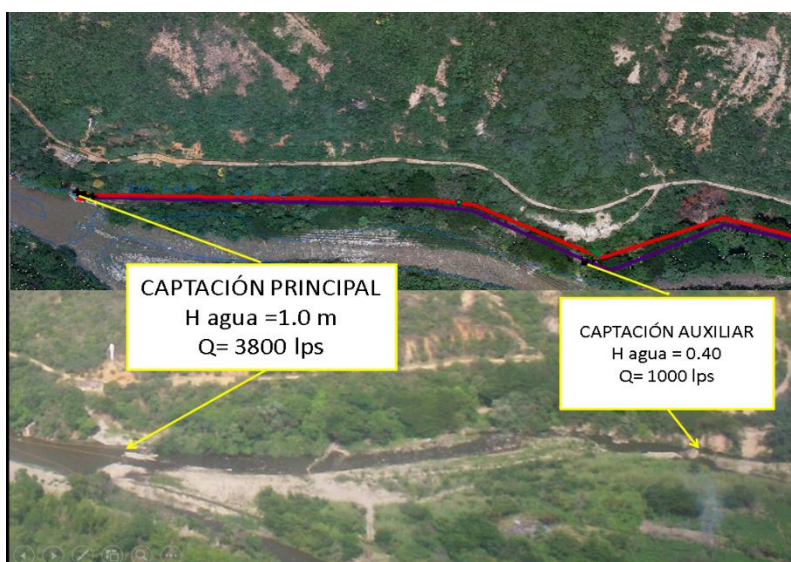 CAPTACIÓN PRINCIPAL
H agua =1.0 m
Q= 3800 lps
CAPTACIÓN AUXILIAR
H agua = 0.40
Q= 1000 lps